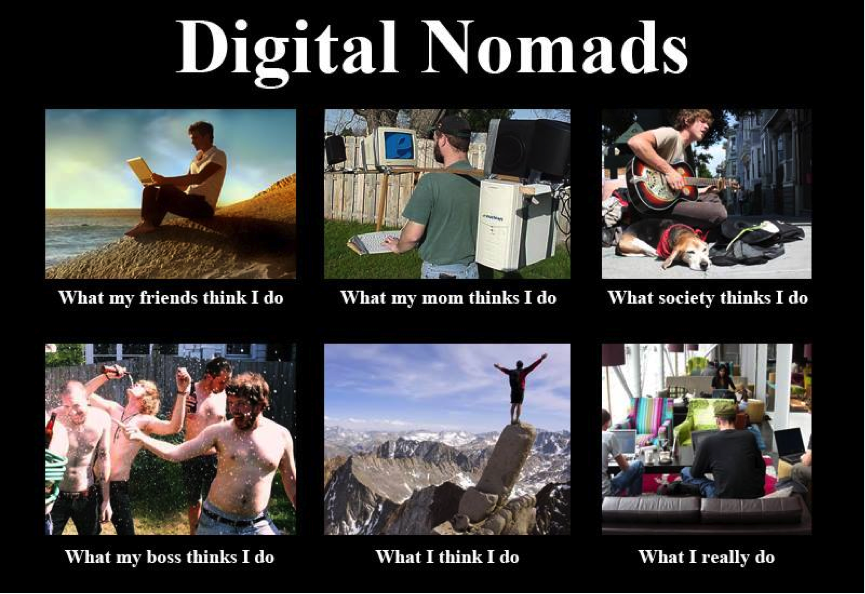 Digital Nomads
What my friends think I do
What my mom thinks I do
What society thinks I do
What my boss thinks I do
What I think I do
What I really do